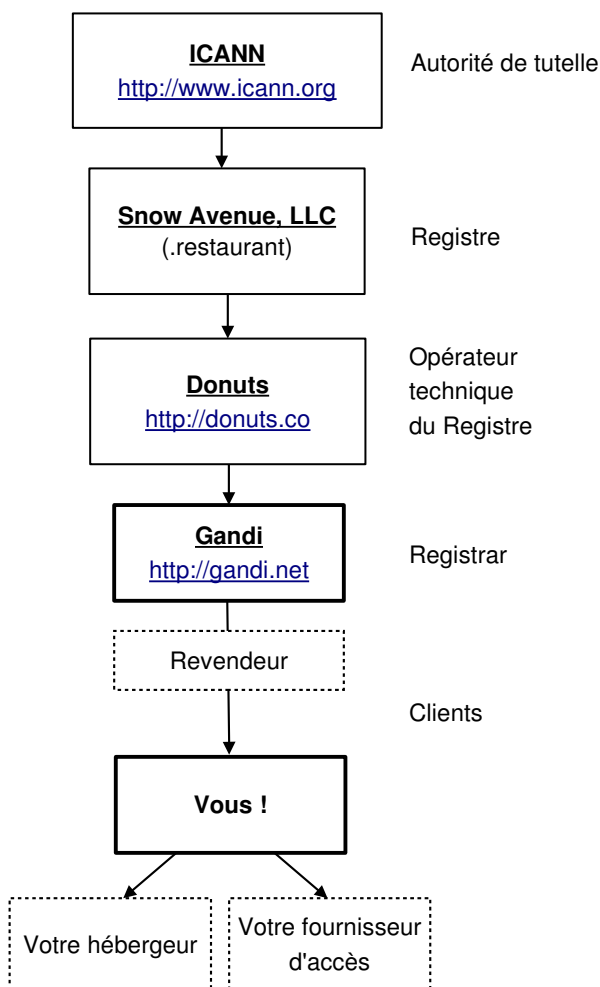 ICANN
http://www.icann.org
Autorité de tutelle
Snow Avenue, LLC
(.restaurant)
Registre
Donuts
http://donuts.co
Opérateur
technique
du Registre
Gandi
http://gandi.net
Registrar
Revendeur
Clients
Vous !
Votre hébergeur
Votre fournisseur
d'accès